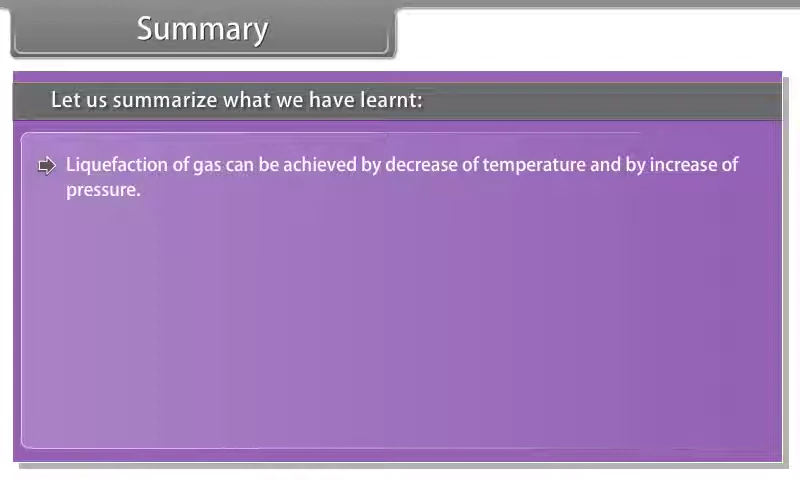 Summary
Let us summarize what we have learnt:
Liquefaction of gas can be achieved by decrease of temperature and by increase of
pressure.